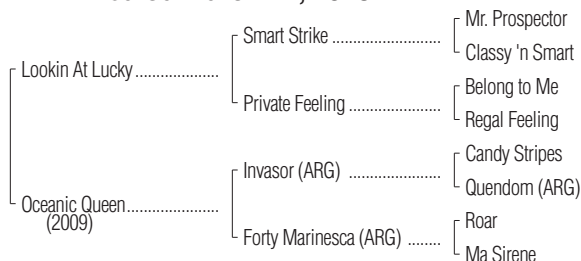 Mr. Prospector
Smart Strike ......................
Classy 'n Smart
Lookin At Lucky....................
Belong to Me
Private Feeling ......................
Regal Feeling
Candy Stripes
Invasor (ARG) ...................
Quendom (ARG)
Oceanic Queen......................
(2009)
Roar
Forty Marinesca (ARG) ........
Ma Sirene